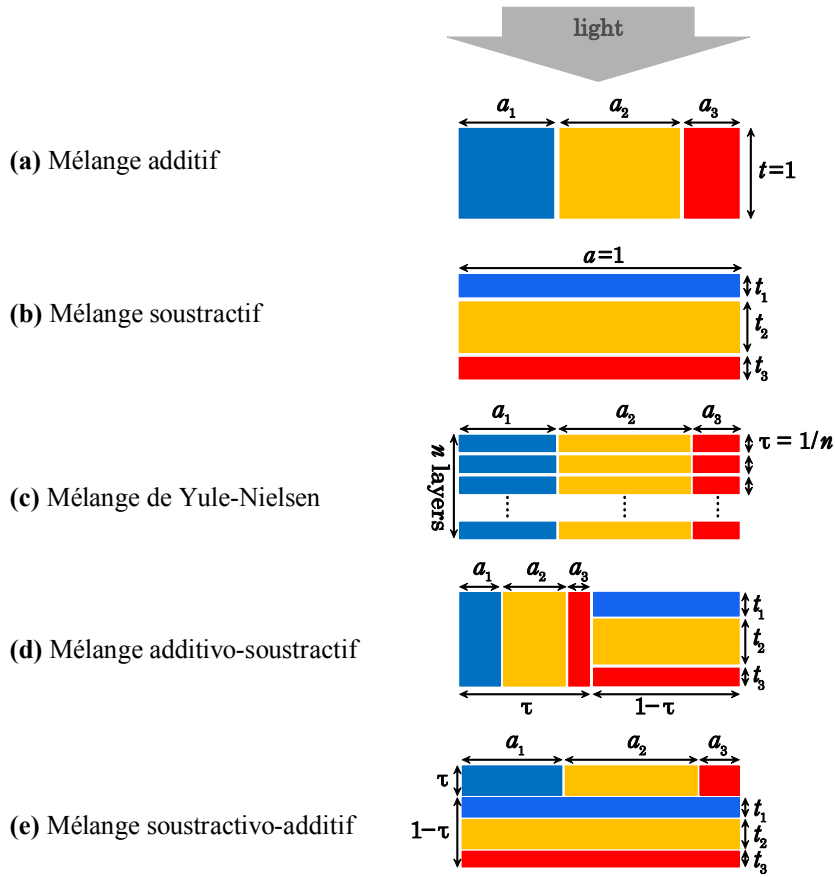 light
a₁ a₂ a₃
(a) Mélange additif
t=1
a=1
(b) Mélange soustractif
t₁
t₂
t₃
a₁ a₂ a₃
τ = 1/n
n layers
(c) Mélange de Yule-Nielsen
a₁ a₂ a₃
(d) Mélange additivo-soustractif
t₁
t₂
t₃
τ 1−τ
a₁ a₂ a₃
τ
(e) Mélange soustractivo-additif
1−τ
t₁
t₂
t₃